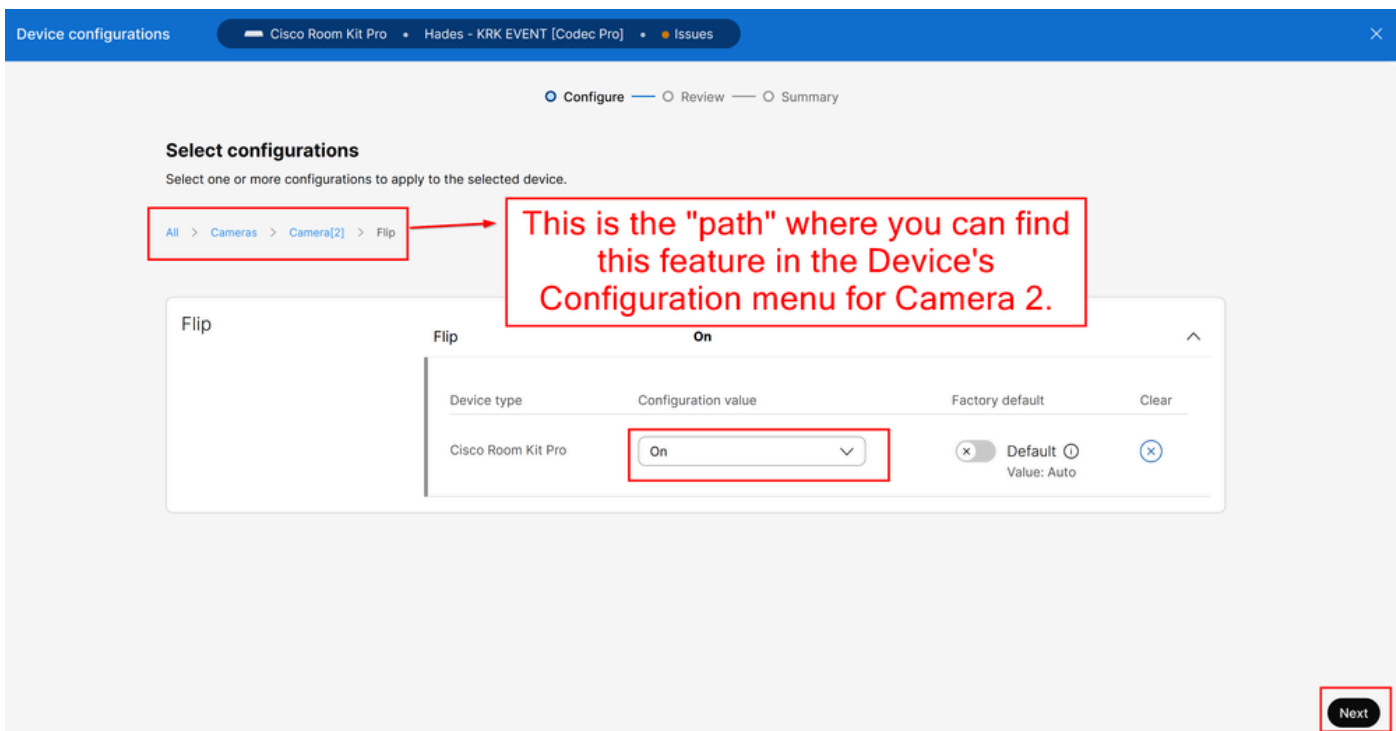 Device configurations
Cisco Room Kit Pro • Hades - KRK EVENT [Codec Pro] • Issues
Configure
Review
Summary
Select configurations
Select one or more configurations to apply to the selected device.
All > Cameras > Camera[2] > Flip
This is the "path" where you can find
this feature in the Device's
Configuration menu for Camera 2.
Flip
Flip On
Device type Configuration value Factory default Clear
Cisco Room Kit Pro On Default
Value: Auto
Next